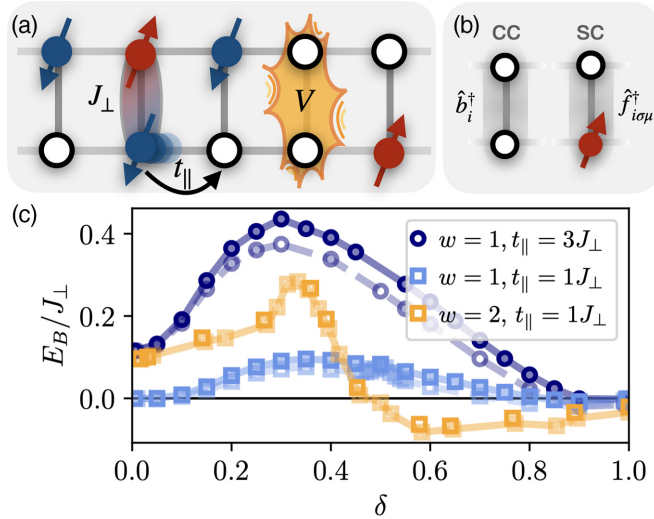 (a)
J⊥
t∥
V
(b)
CC
SC
b̂ᵢ†
f̂ᵢσμ†
(c)
E_B/J⊥
0.4
0.2
0.0
w = 1, t∥ = 3J⊥
w = 1, t∥ = 1J⊥
w = 2, t∥ = 1J⊥
0.0 0.2 0.4 0.6 0.8 1.0
δ